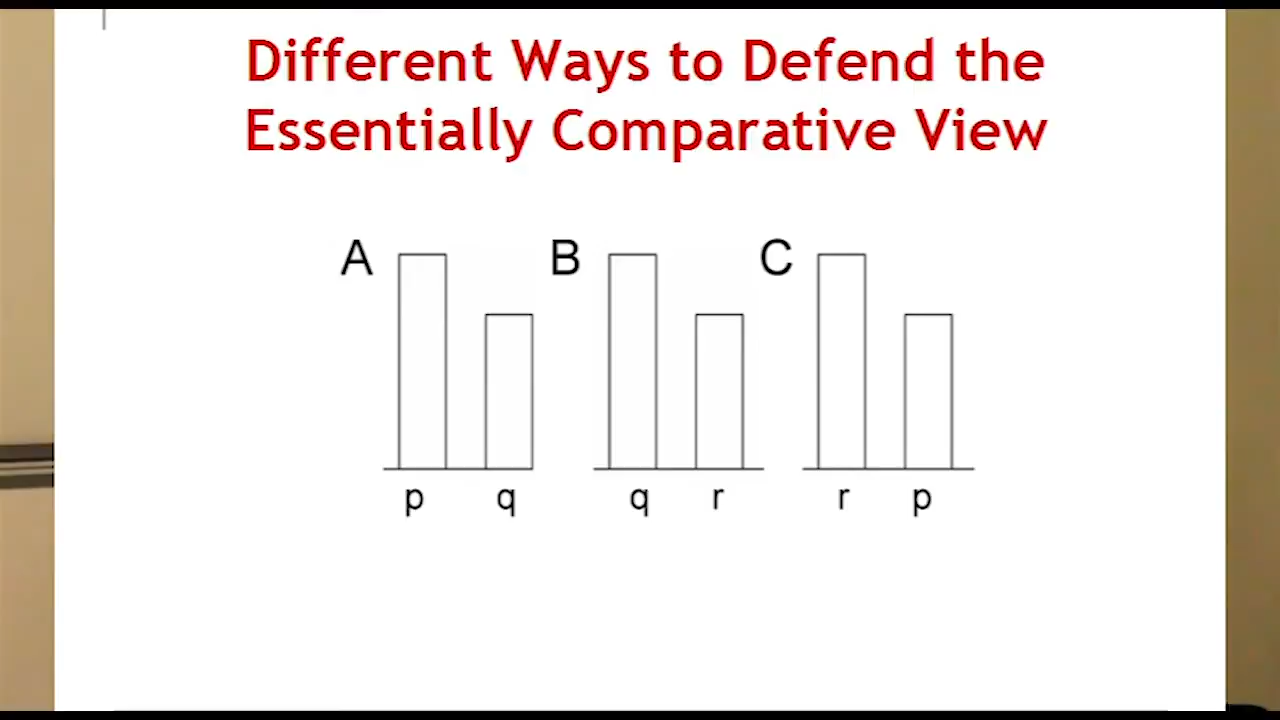 Different Ways to Defend the
Essentially Comparative View
A B C
p q q r r p